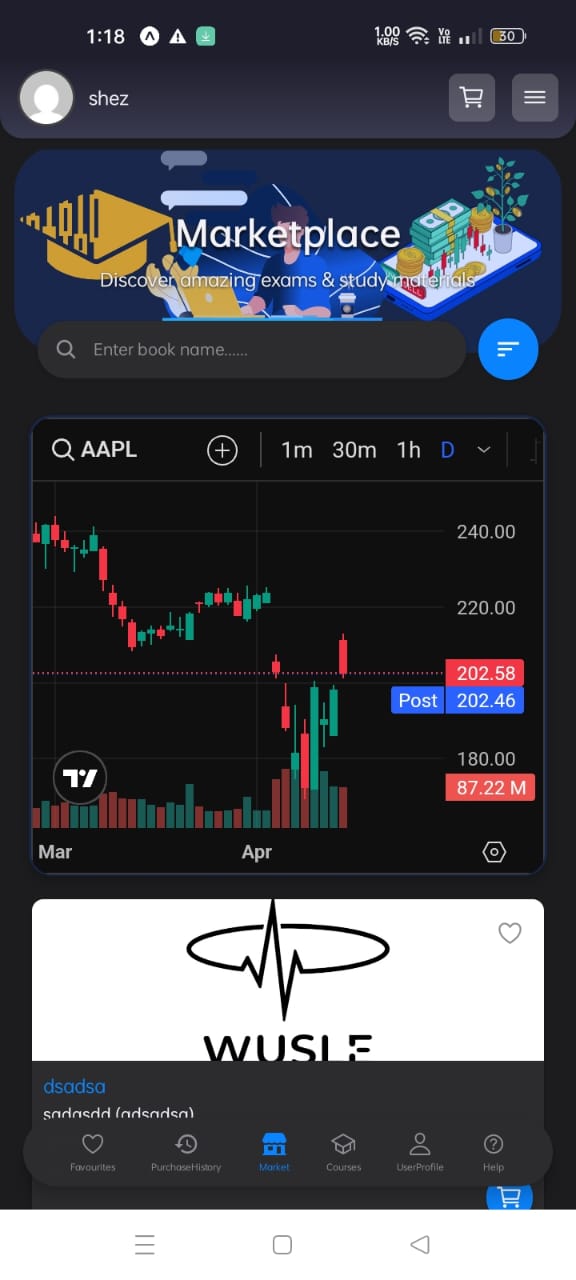 1:18
1.00 KB/S
Vo LTE
30
shez
Marketplace
Discover amazing exams & study materials
Enter book name......
AAPL
1m 30m 1h D
240.00
220.00
202.58
Post 202.46
180.00
87.22 M
Mar Apr
WUSLE
dsadsa
sadasdd (adsadsa)
Favourites PurchaseHistory Market Courses UserProfile Help